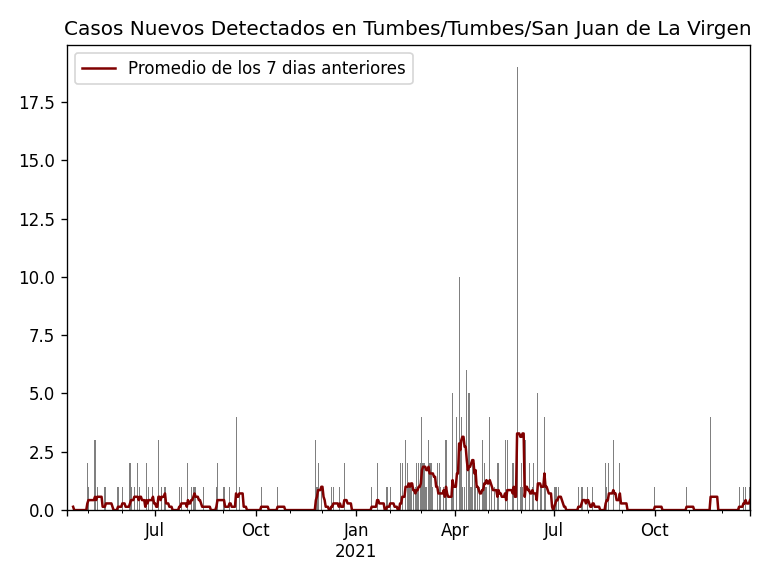 Casos Nuevos Detectados en Tumbes/Tumbes/San Juan de La Virgen
Promedio de los 7 dias anteriores
17.5
15.0
12.5
10.0
7.5
5.0
2.5
0.0
Jul
Oct
Jan
2021
Apr
Jul
Oct